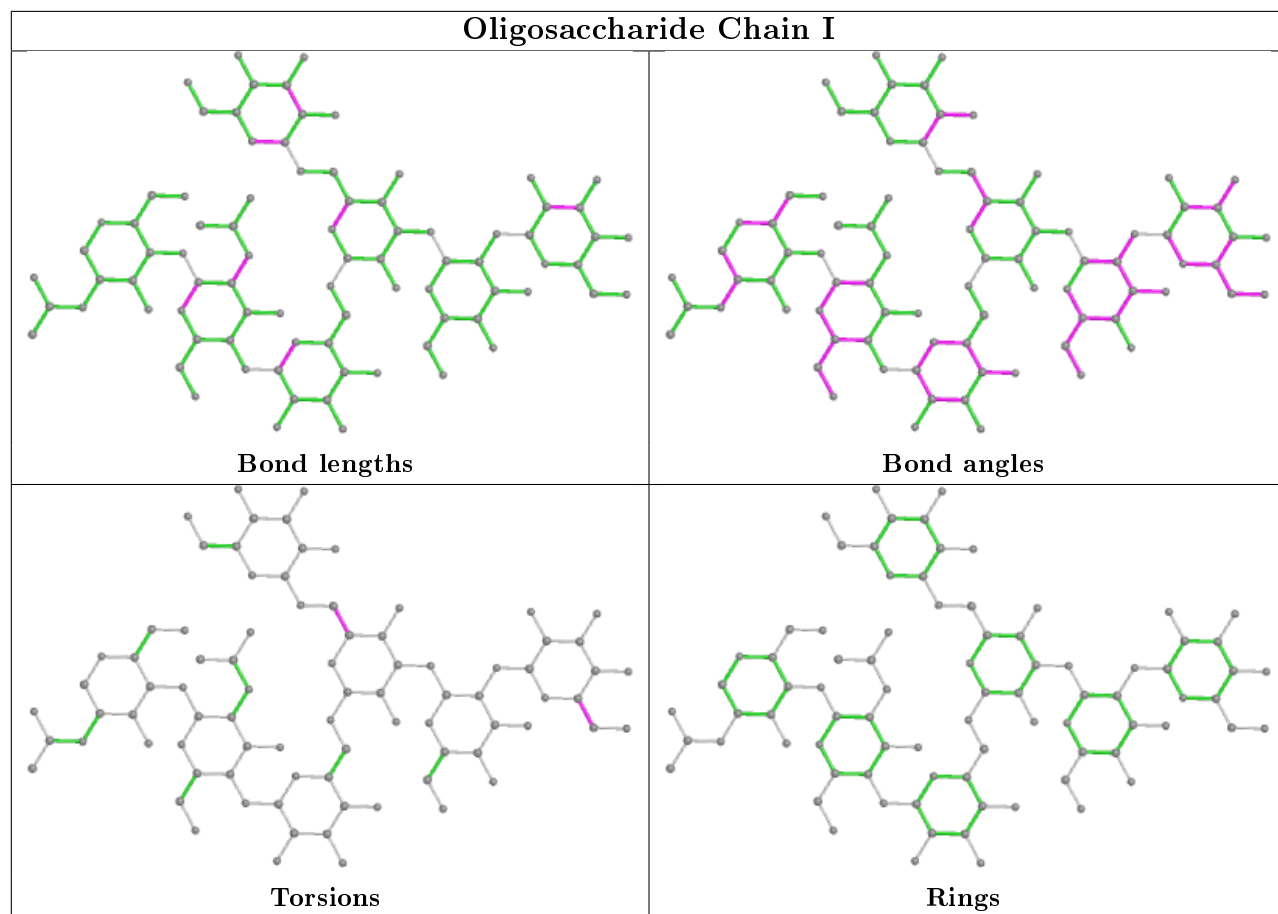 Oligosaccharide Chain I
Bond lengths
Bond angles
Torsions
Rings